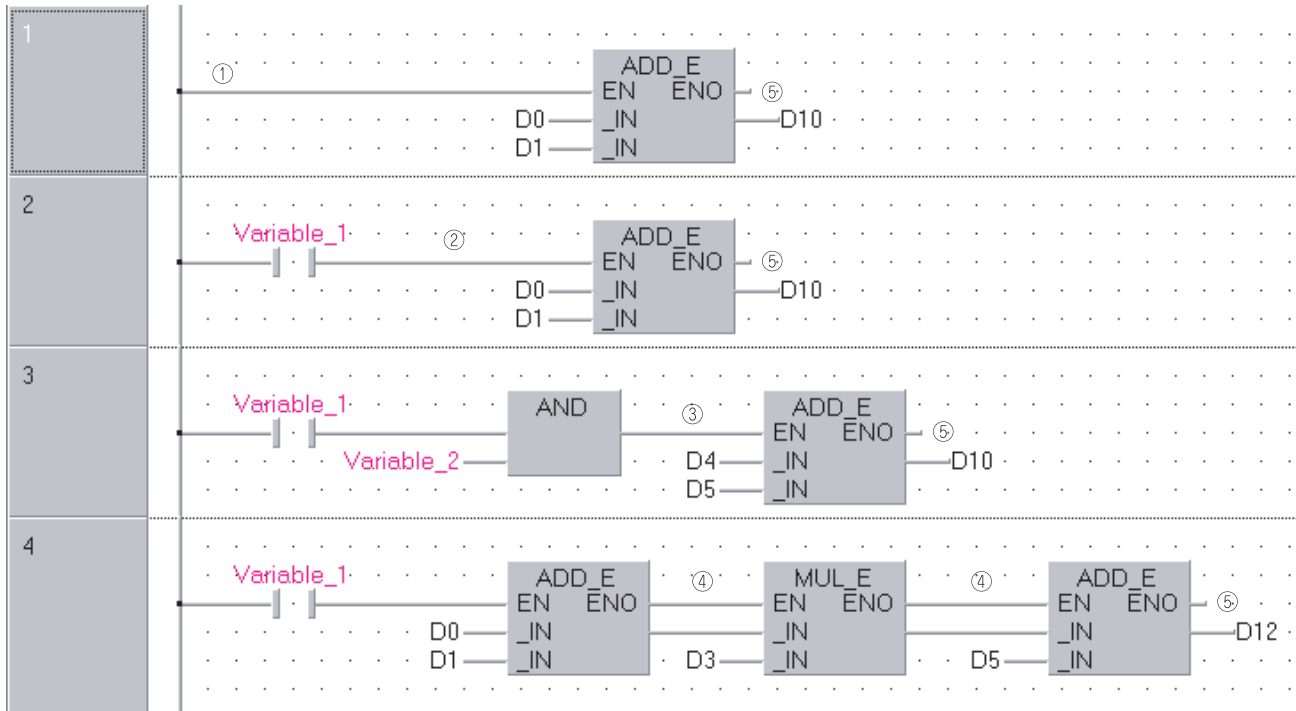 1
①
ADD_E
EN ENO ⑤
D0 _IN D10
D1 _IN
2
Variable_1 ② ADD_E
EN ENO ⑤
D0 _IN D10
D1 _IN
3
Variable_1 AND ③ ADD_E
EN ENO ⑤
Variable_2 D4 _IN D10
D5 _IN
4
Variable_1 ADD_E ④ MUL_E ④ ADD_E
EN ENO EN ENO EN ENO ⑤
D0 _IN _IN _IN D12
D1 _IN D3 _IN D5 _IN